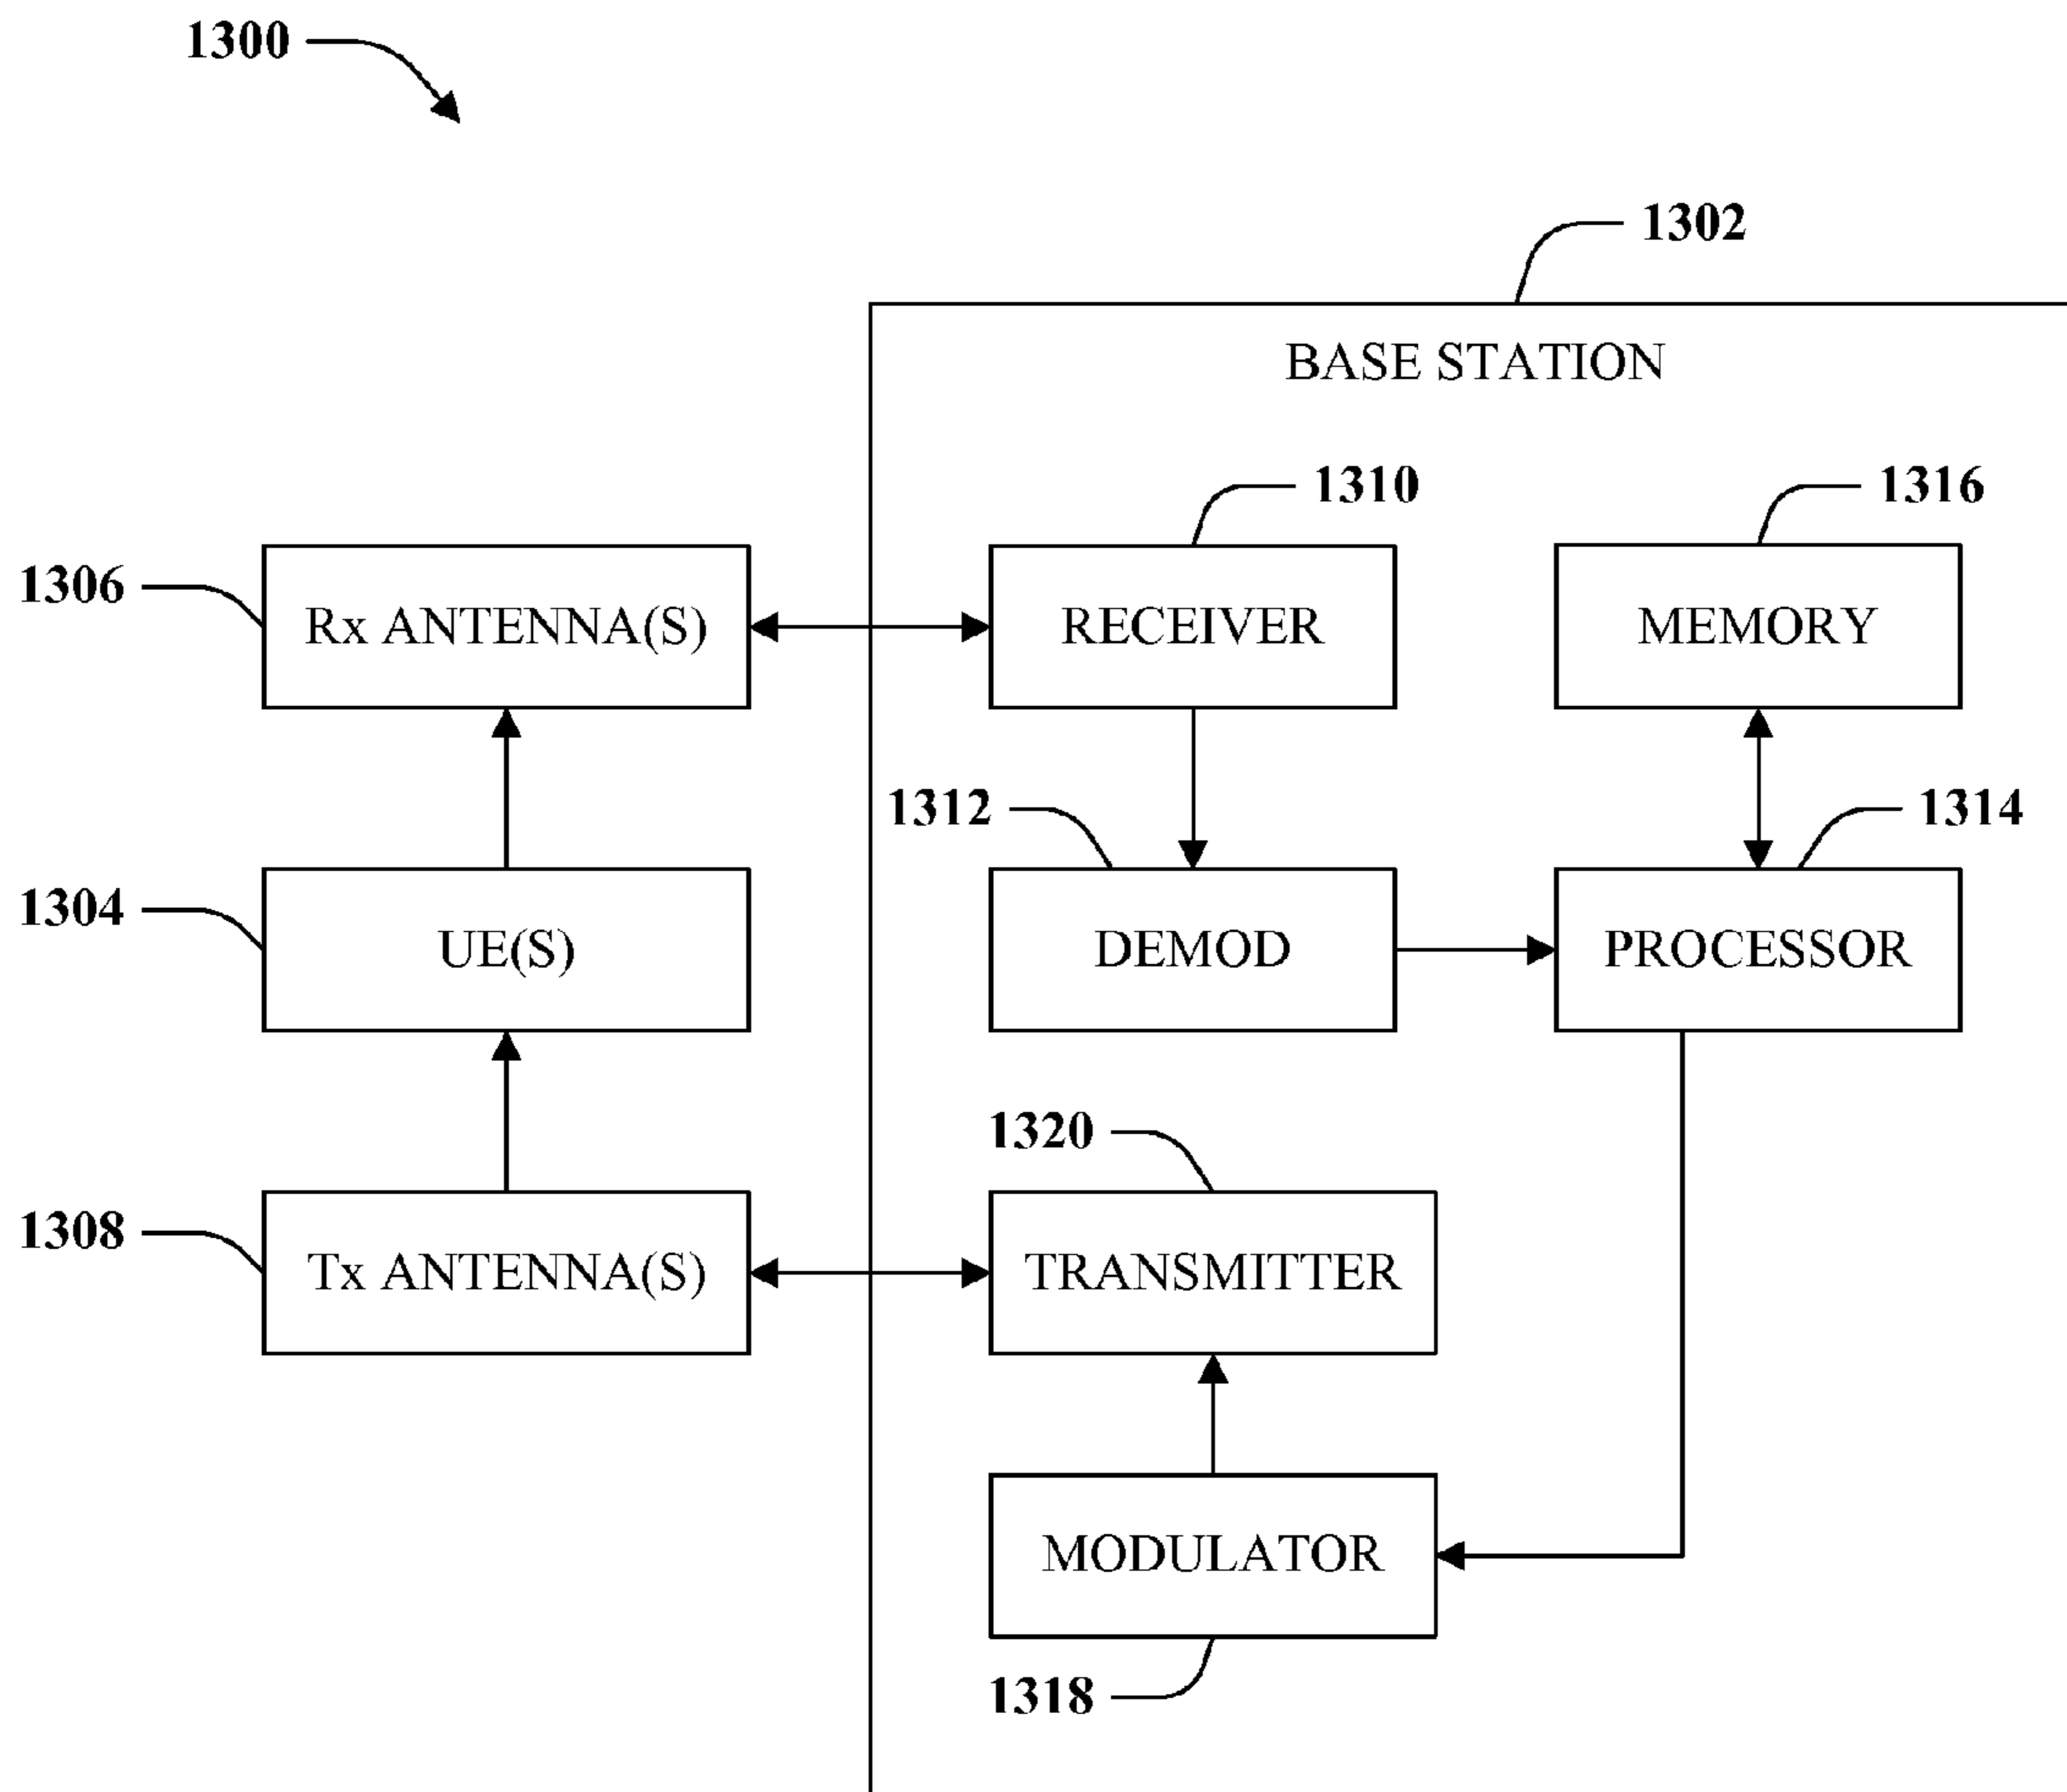 1300
1302
BASE STATION
1310
1316
1306
Rx ANTENNA(S)
RECEIVER
MEMORY
1312
1314
1304
UE(S)
DEMOD
PROCESSOR
1320
1308
Tx ANTENNA(S)
TRANSMITTER
MODULATOR
1318